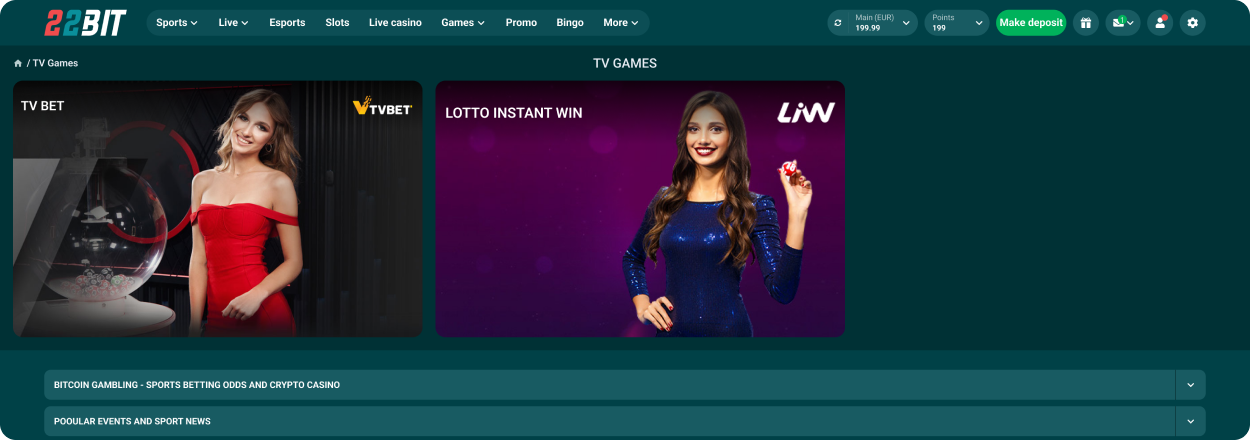 22BIT
Sports
Live
Esports
Slots
Live casino
Games
Promo
Bingo
More
Main (EUR)
199.99
Points
199
Make deposit
1
/ TV Games
TV GAMES
TV BET
TVBET
LOTTO INSTANT WIN
LIW
BITCOIN GAMBLING - SPORTS BETTING ODDS AND CRYPTO CASINO
POOULAR EVENTS AND SPORT NEWS